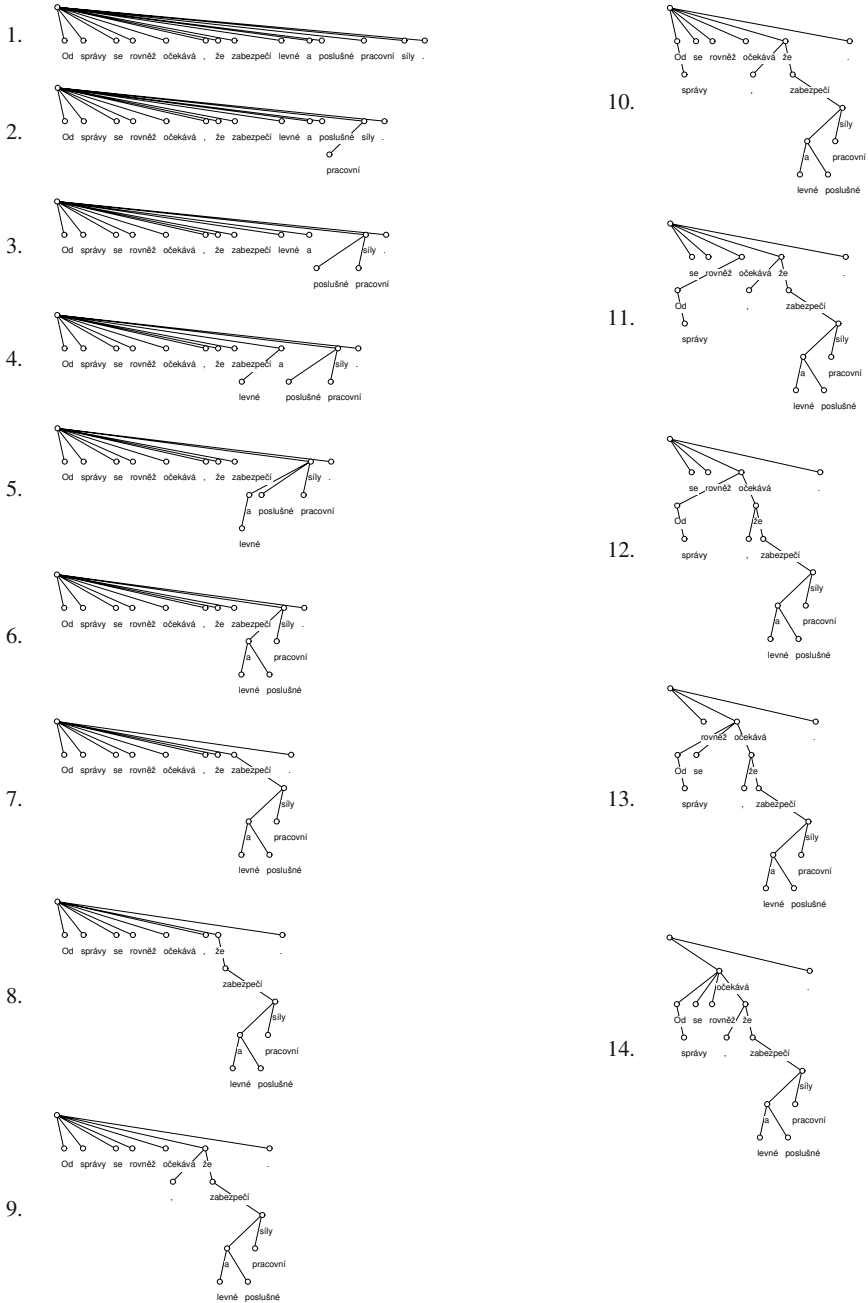 1.
Od správy se rovněž očekává , že zabezpečí levné a poslušné pracovní síly .
2.
Od správy se rovněž očekává , že zabezpečí levné a poslušné síly .
pracovní
3.
Od správy se rovněž očekává , že zabezpečí levné a síly .
poslušné pracovní
4.
Od správy se rovněž očekává , že zabezpečí a síly .
levné poslušné pracovní
5.
Od správy se rovněž očekává , že zabezpečí síly .
a poslušné pracovní
levné
6.
Od správy se rovněž očekává , že zabezpečí síly .
a pracovní
levné poslušné
7.
Od správy se rovněž očekává , že zabezpečí .
síly
a pracovní
levné poslušné
8.
Od správy se rovněž očekává , že .
zabezpečí
síly
a pracovní
levné poslušné
9.
Od správy se rovněž očekává že .
, zabezpečí
síly
a pracovní
levné poslušné
10.
Od se rovněž očekává že .
správy , zabezpečí
síly
a pracovní
levné poslušné
11.
se rovněž očekává že .
Od , zabezpečí
správy síly
a pracovní
levné poslušné
12.
se rovněž očekává .
Od že
správy , zabezpečí
síly
a pracovní
levné poslušné
13.
rovněž očekává .
Od se že
správy , zabezpečí
síly
a pracovní
levné poslušné
14.
očekává .
Od se rovněž že
správy , zabezpečí
síly
a pracovní
levné poslušné